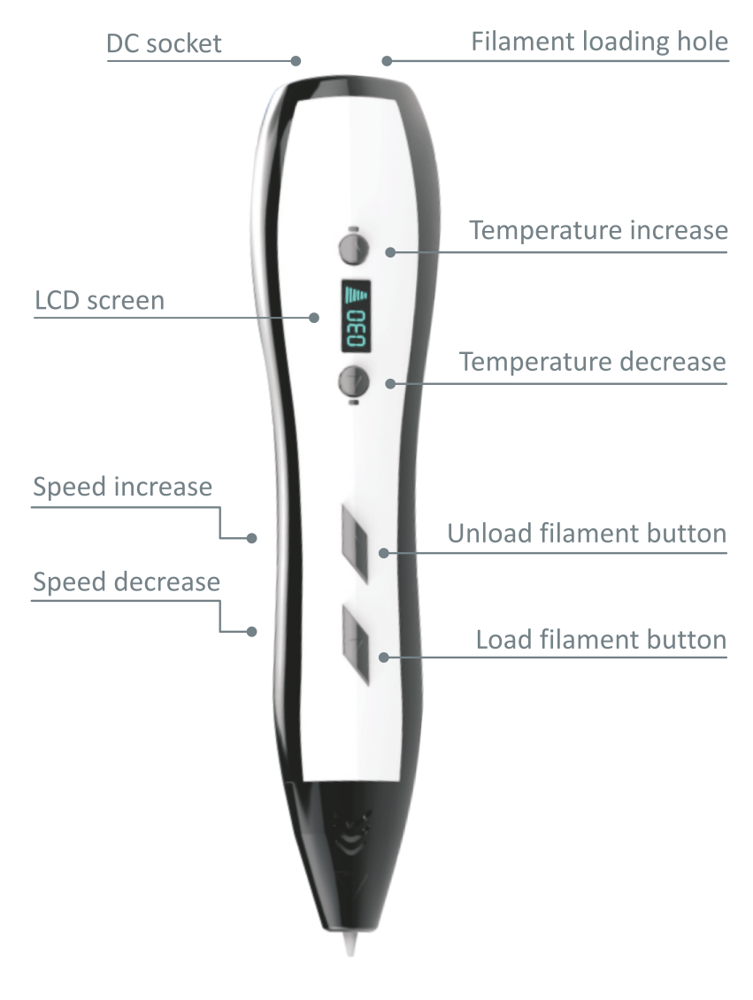 DC socket
Filament loading hole
Temperature increase
LCD screen
030
Temperature decrease
Speed increase
Unload filament button
Speed decrease
Load filament button